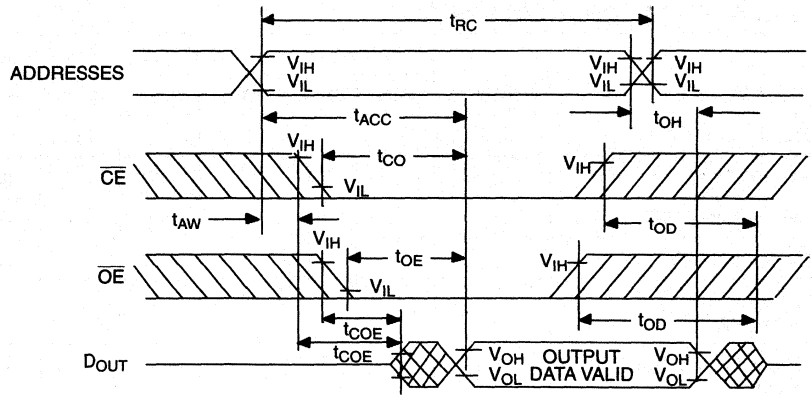 tRC
ADDRESSES
VIH
VIL
VIH
VIL
VIH
VIL
tACC
tOH
CE
VIH
tCO
VIL
VIH
tAW
tOD
OE
VIH
tOE
VIL
VIH
tCOE
tOD
tCOE
DOUT
VOH
VOL
OUTPUT
DATA VALID
VOH
VOL